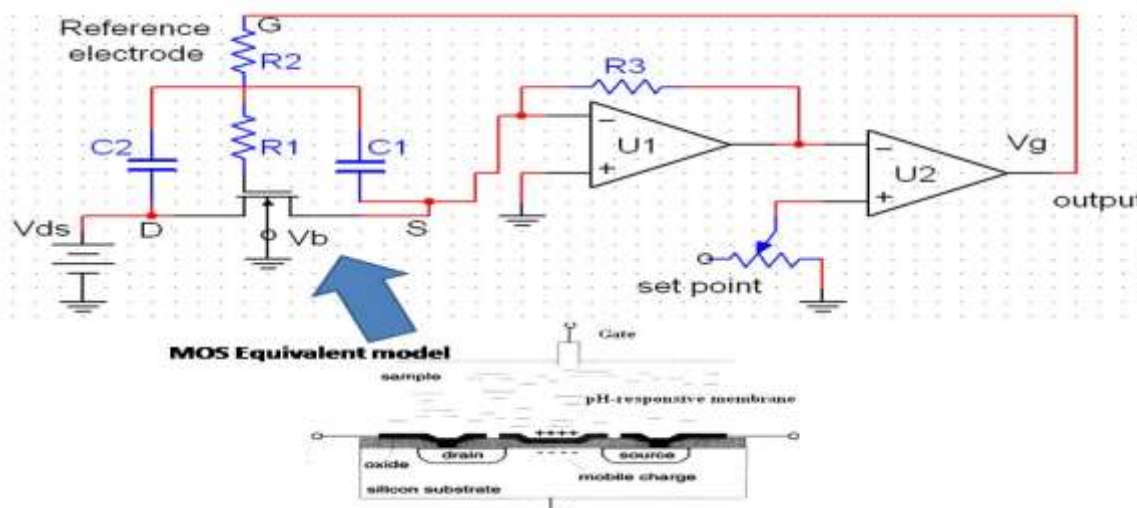 Reference
electrode
G
R2
R3
C2
R1
C1
U1
U2
Vg
output
Vds
D
Vb
S
set point
MOS Equivalent model
Gate
sample
pH-responsive membrane
drain
source
oxide
mobile charge
silicon substrate